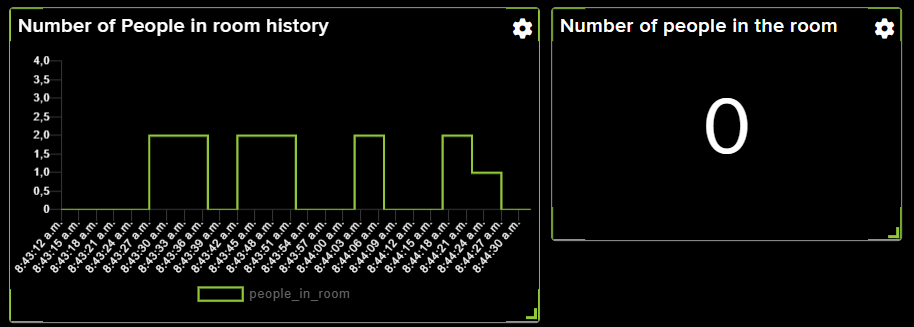 Number of People in room history
4,0
3,5
3,0
2,5
2,0
1,5
1,0
0,5
0
8:43:12 a.m.
8:43:15 a.m.
8:43:18 a.m.
8:43:21 a.m.
8:43:24 a.m.
8:43:27 a.m.
8:43:30 a.m.
8:43:33 a.m.
8:43:36 a.m.
8:43:39 a.m.
8:43:42 a.m.
8:43:45 a.m.
8:43:48 a.m.
8:43:51 a.m.
8:43:54 a.m.
8:43:57 a.m.
8:44:00 a.m.
8:44:03 a.m.
8:44:06 a.m.
8:44:09 a.m.
8:44:12 a.m.
8:44:15 a.m.
8:44:18 a.m.
8:44:21 a.m.
8:44:24 a.m.
8:44:27 a.m.
8:44:30 a.m.
people_in_room
Number of people in the room
0